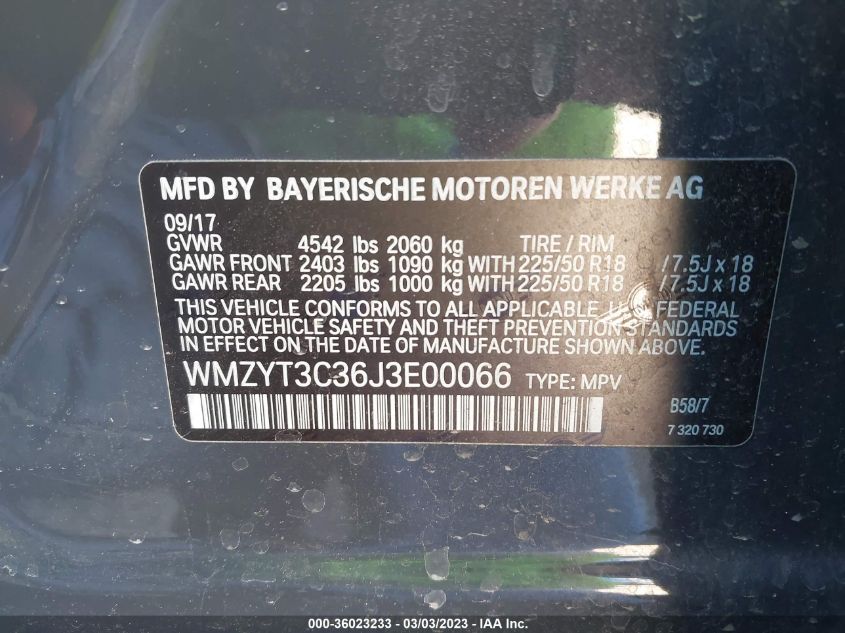 MFD BY BAYERISCHE MOTOREN WERKE AG
09/17
GVWR 4542 lbs 2060 kg TIRE / RIM
GAWR FRONT 2403 lbs 1090 kg WITH 225/50 R18 /7.5J x 18
GAWR REAR 2205 lbs 1000 kg WITH 225/50 R18 /7.5J x 18
THIS VEHICLE CONFORMS TO ALL APPLICABLE U.S. FEDERAL
MOTOR VEHICLE SAFETY AND THEFT PREVENTION STANDARDS
IN EFFECT ON THE DATE OF MANUFACTURE SHOWN ABOVE.
WMZYT3C36J3E00066 TYPE: MPV
B58/7
7 320 730
000-36023233 - 03/03/2023 - IAA Inc.